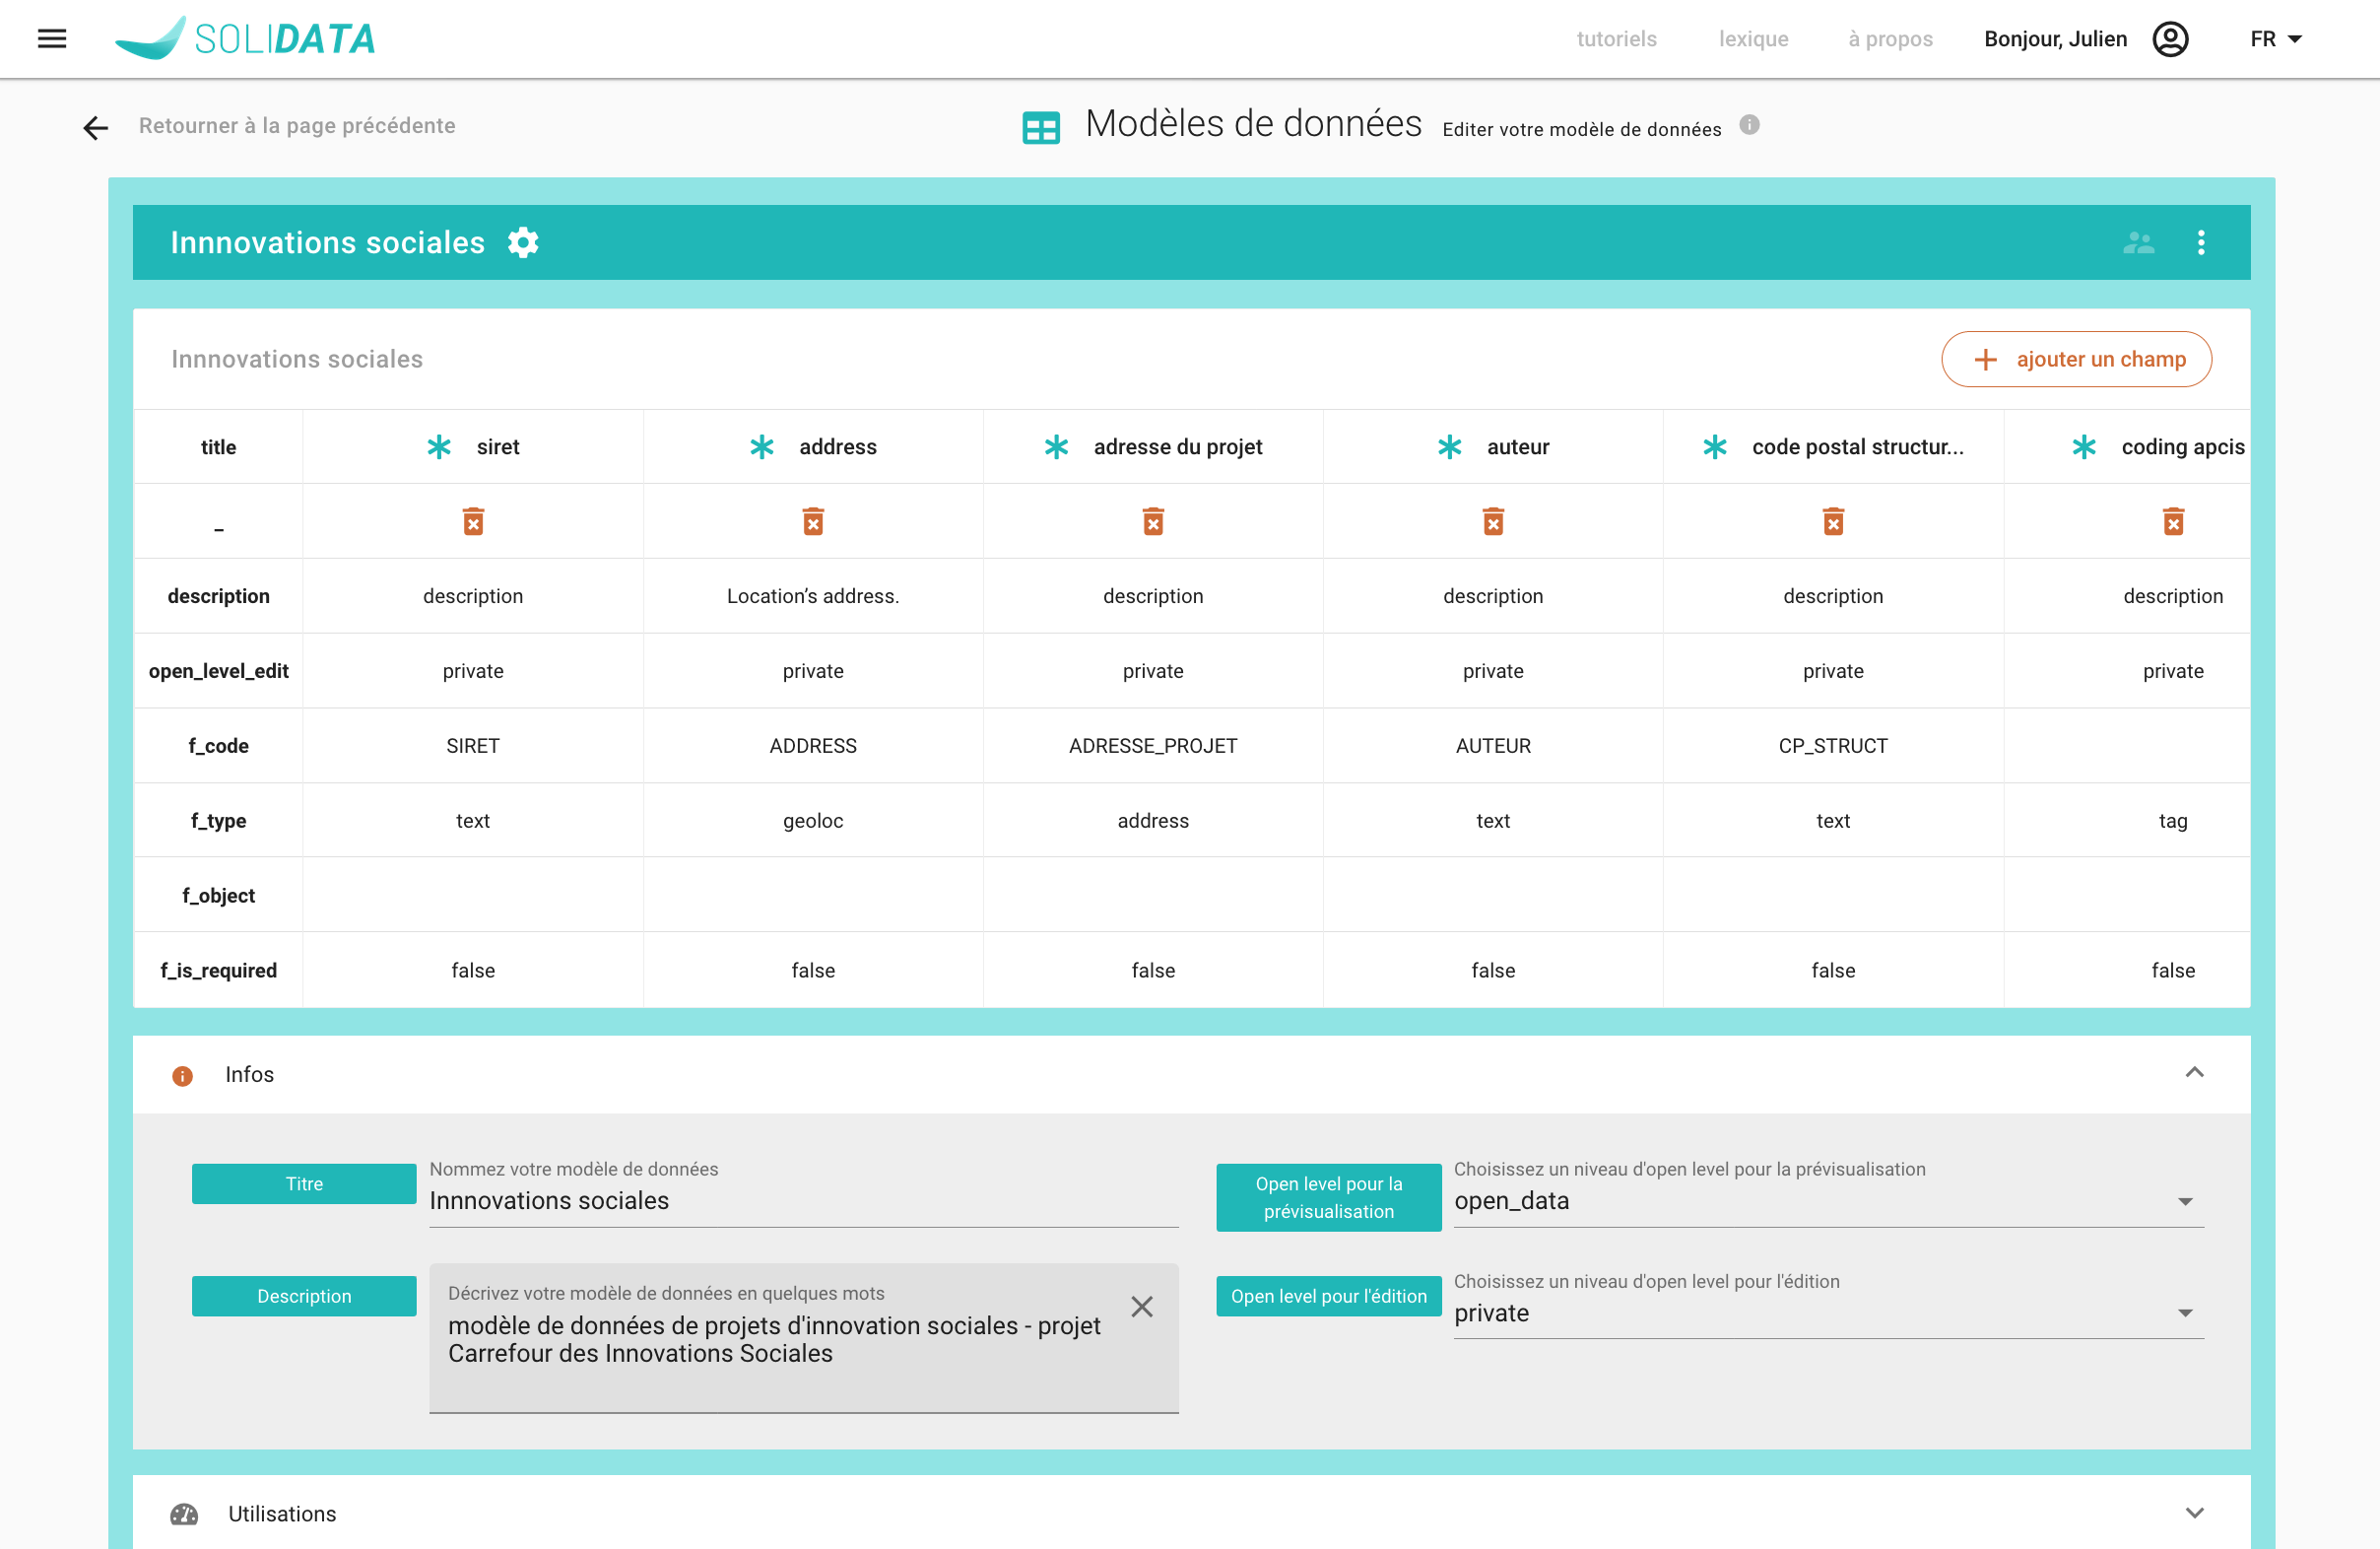 SOLIDATA
tutoriels lexique à propos Bonjour, Julien FR
Retourner à la page précédente
Modèles de données Editer votre modèle de données
Innnovations sociales
Innnovations sociales
ajouter un champ
title siret address adresse du projet auteur code postal structur... coding apcis
_
description description Location’s address. description description description description
open_level_edit private private private private private private
f_code SIRET ADDRESS ADRESSE_PROJET AUTEUR CP_STRUCT
f_type text geoloc address text text tag
f_object
f_is_required false false false false false false
Infos
Titre
Nommez votre modèle de données
Innnovations sociales
Open level pour la
prévisualisation
Choisissez un niveau d'open level pour la prévisualisation
open_data
Description
Décrivez votre modèle de données en quelques mots
modèle de données de projets d'innovation sociales - projet
Carrefour des Innovations Sociales
Open level pour l'édition
Choisissez un niveau d'open level pour l'édition
private
Utilisations